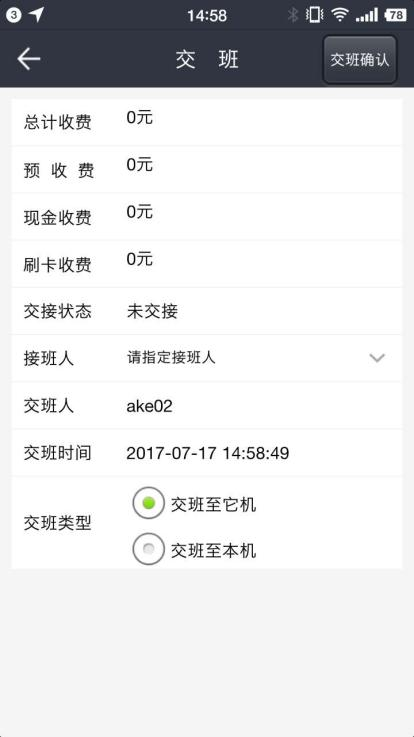 3 14:58 78
交 班 交班确认
总计收费 0元
预 收 费 0元
现金收费 0元
刷卡收费 0元
交接状态 未交接
接班人 请指定接班人
交班人 ake02
交班时间 2017-07-17 14:58:49
交班类型
交班至它机
交班至本机